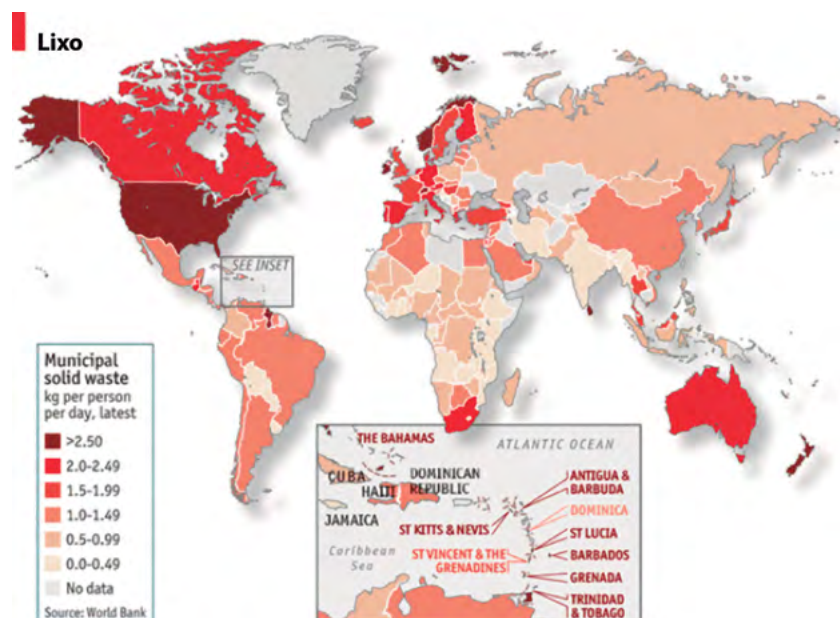 Lixo
SEE INSET
Municipal
solid waste
kg per person
per day, latest
>2.50
2.0-2.49
1.5-1.99
1.0-1.49
0.5-0.99
0.0-0.49
No data
Source: World Bank
THE BAHAMAS
ATLANTIC OCEAN
CUBA
HAITI
DOMINICAN
REPUBLIC
JAMAICA
ANTIGUA &
BARBUDA
ST KITTS & NEVIS
DOMINICA
Caribbean
Sea
ST VINCENT & THE
GRENADINES
ST LUCIA
BARBADOS
GRENADA
TRINIDAD
& TOBAGO